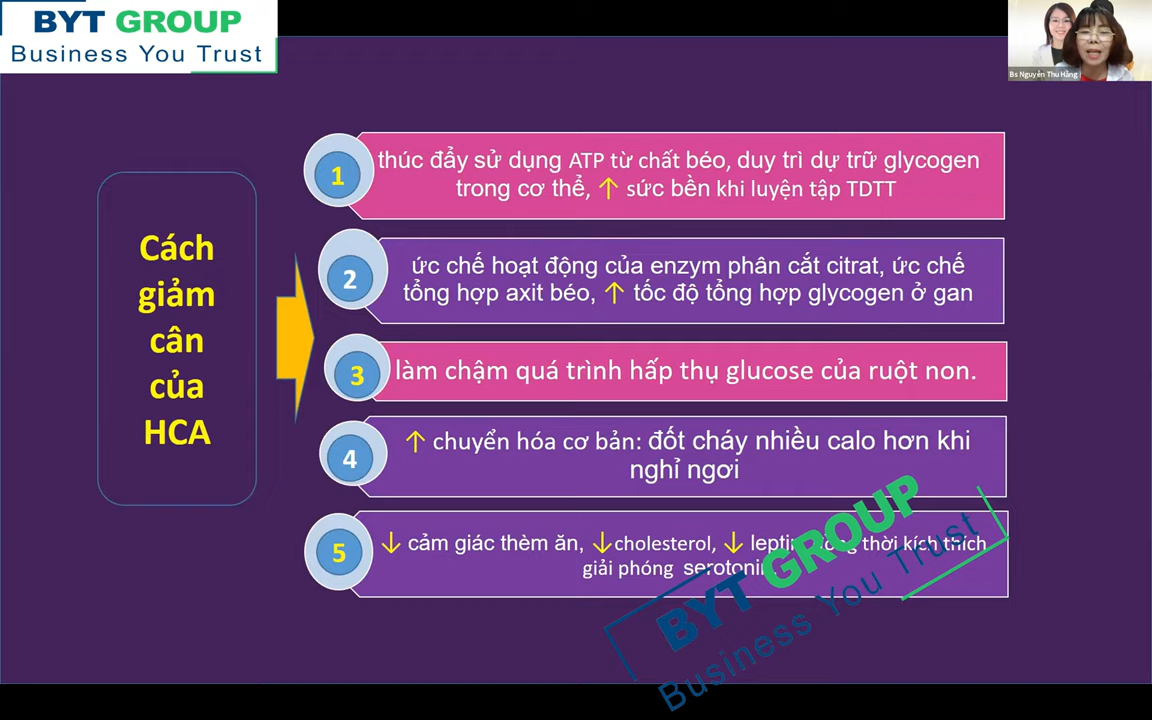 BYT GROUP
Business You Trust
Bs Nguyễn Thu Hằng
Cách
giảm
cân
của
HCA
1
thúc đẩy sử dụng ATP từ chất béo, duy trì dự trữ glycogen
trong cơ thể, ↑ sức bền khi luyện tập TDTT
2
ức chế hoạt động của enzym phân cắt citrat, ức chế
tổng hợp axit béo, ↑ tốc độ tổng hợp glycogen ở gan
3
làm chậm quá trình hấp thụ glucose của ruột non.
4
↑ chuyển hóa cơ bản: đốt cháy nhiều calo hơn khi
nghỉ ngơi
5
↓ cảm giác thèm ăn, ↓cholesterol, ↓ leptin, thời kích thích
giải phóng serotonin
BYT GROUP
Business You Trust